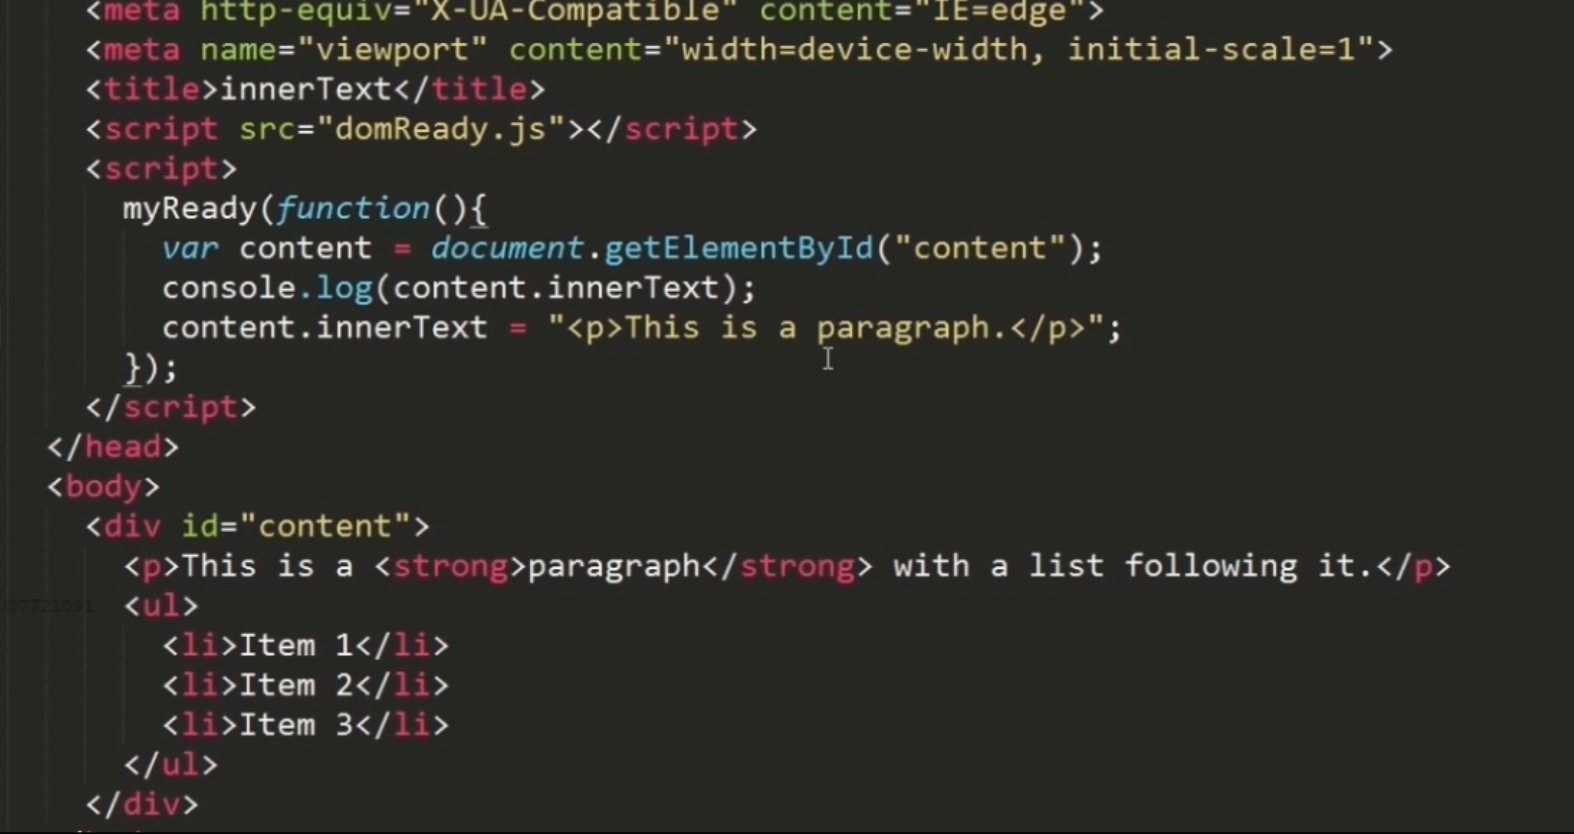 <meta http-equiv="X-UA-Compatible" content="IE=edge">
<meta name="viewport" content="width=device-width, initial-scale=1">
<title>innerText</title>
<script src="domReady.js"></script>
<script>
myReady(function(){
var content = document.getElementById("content");
console.log(content.innerText);
content.innerText = "<p>This is a paragraph.</p>";
});
</script>
</head>
<body>
<div id="content">
<p>This is a <strong>paragraph</strong> with a list following it.</p>
@7721091
<ul>
<li>Item 1</li>
<li>Item 2</li>
<li>Item 3</li>
</ul>
</div>